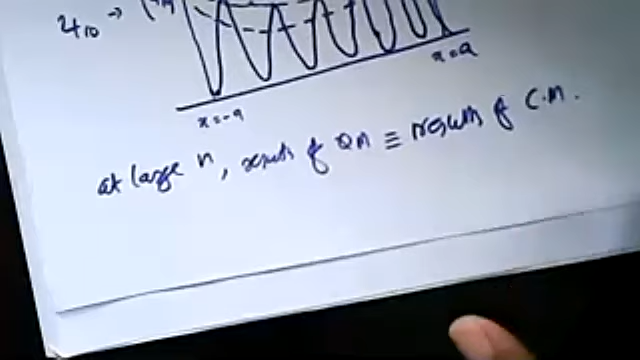 ψ10 →
x=-a
x=a
at large n, results of QM ≡ results of C.M.